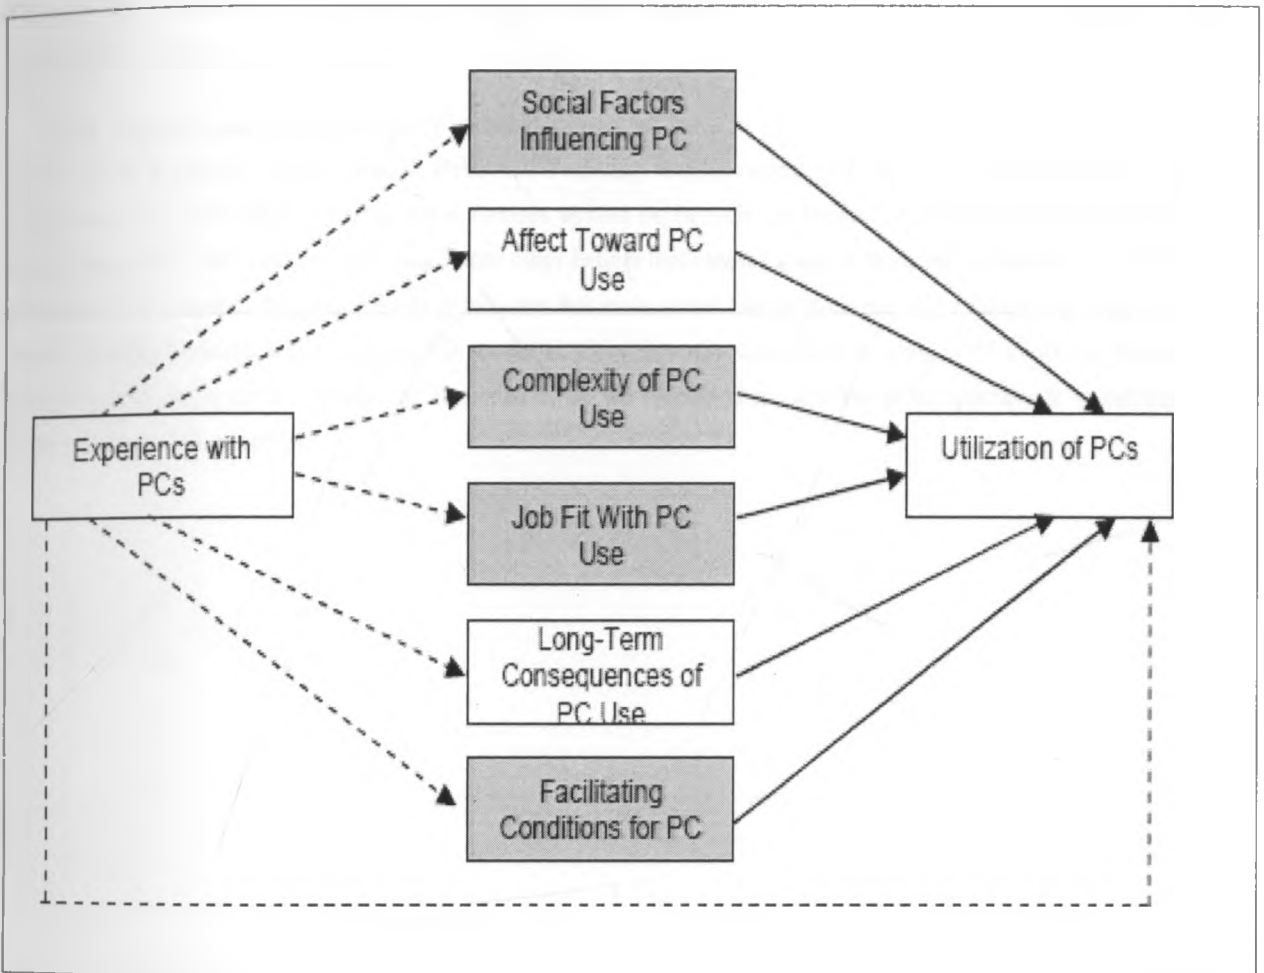 Social Factors
Influencing PC
Affect Toward PC
Use
Complexity of PC
Use
Experience with
PCs
Utilization of PCs
Job Fit With PC
Use
Long-Term
Consequences of
PC Use
Facilitating
Conditions for PC